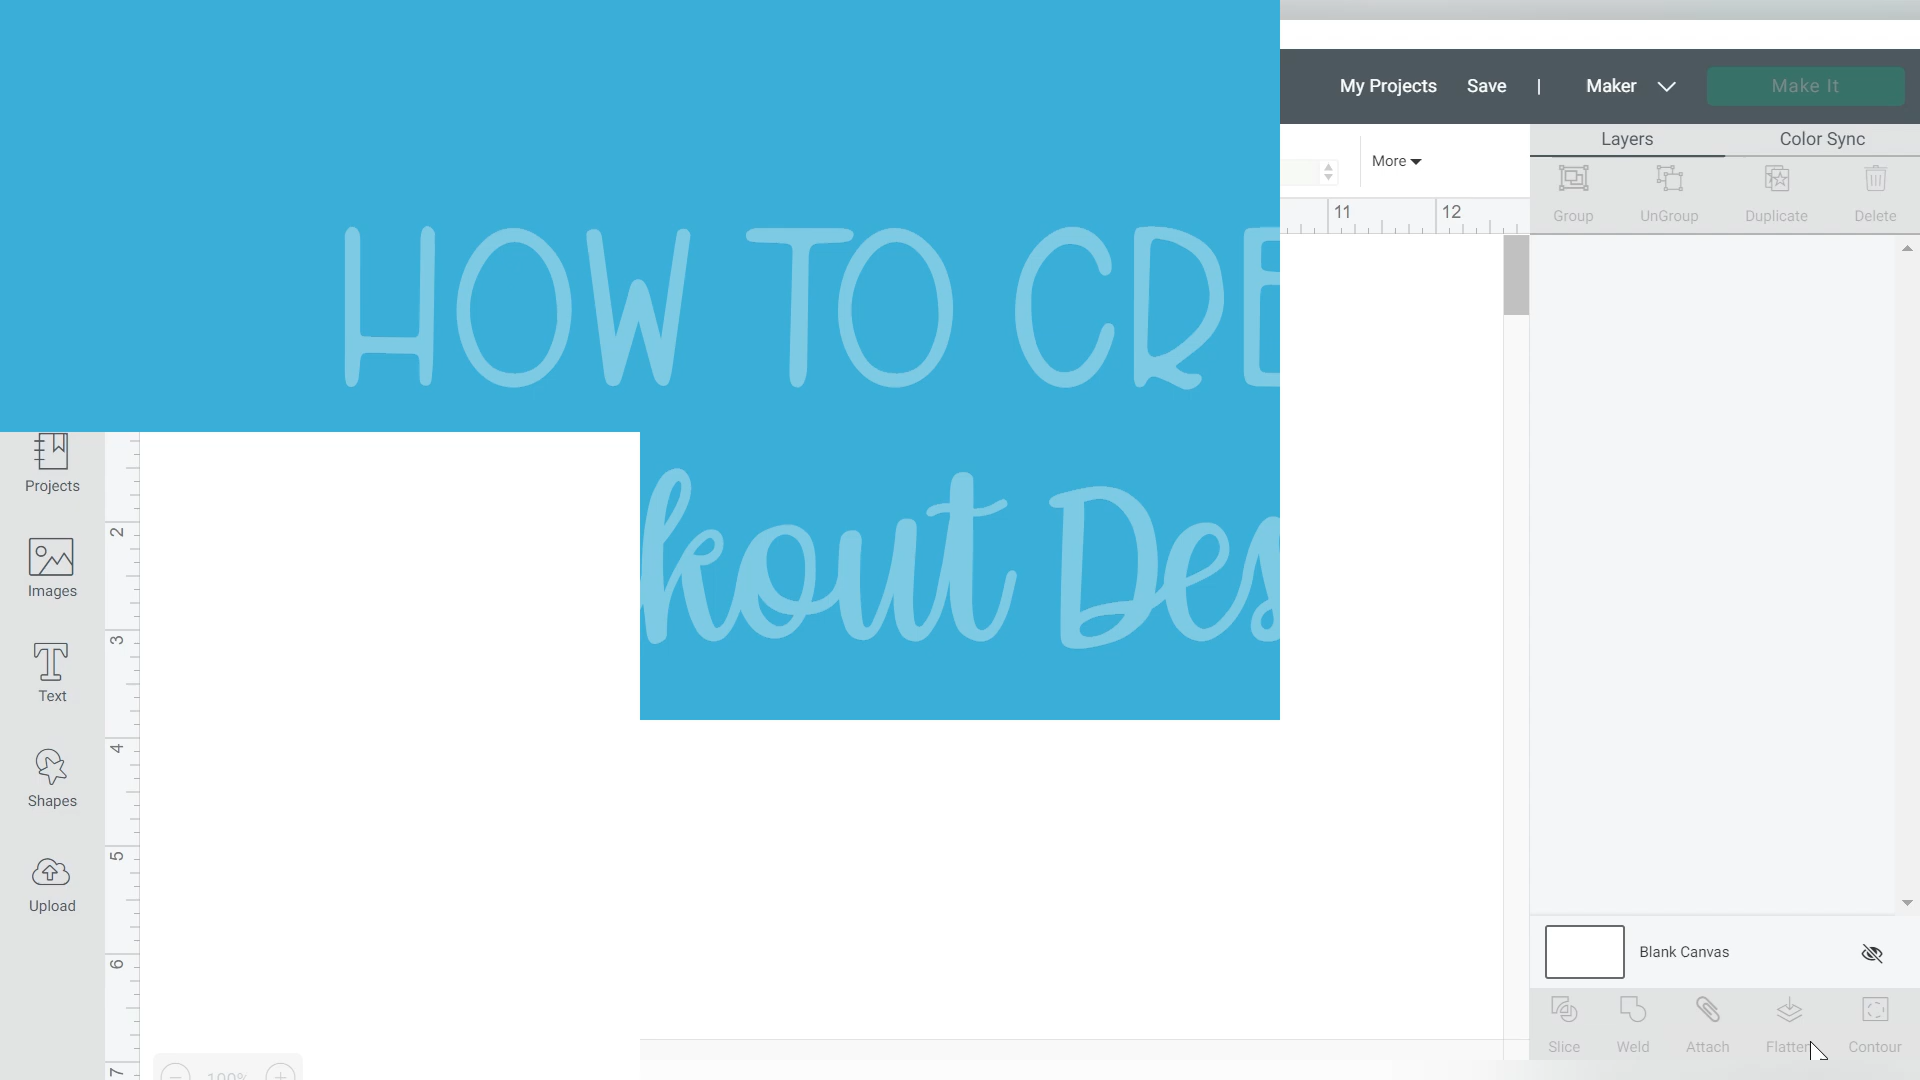 My Projects Save | Maker Make It
Layers Color Sync
More
Group UnGroup Duplicate Delete
11 12
HOW TO CRE
kout Des
Projects
2
Images
3
Text
4
Shapes
5
Upload
Blank Canvas
6
Slice Weld Attach Flatten Contour
7
100%